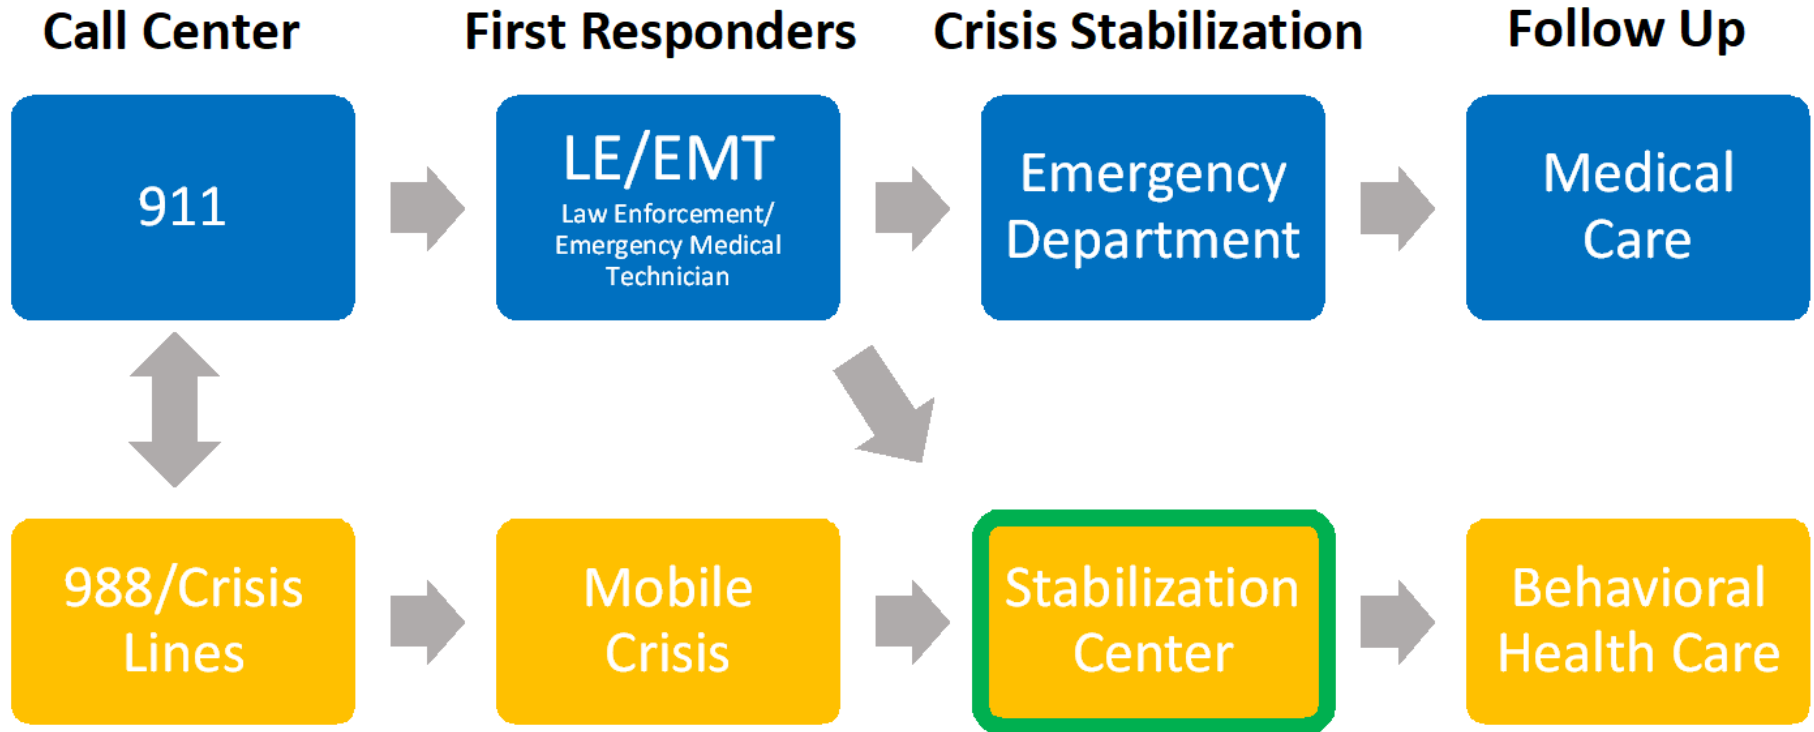 Call Center
First Responders
Crisis Stabilization
Follow Up
911
LE/EMT
Law Enforcement/
Emergency Medical
Technician
Emergency
Department
Medical
Care
988/Crisis
Lines
Mobile
Crisis
Stabilization
Center
Behavioral
Health Care